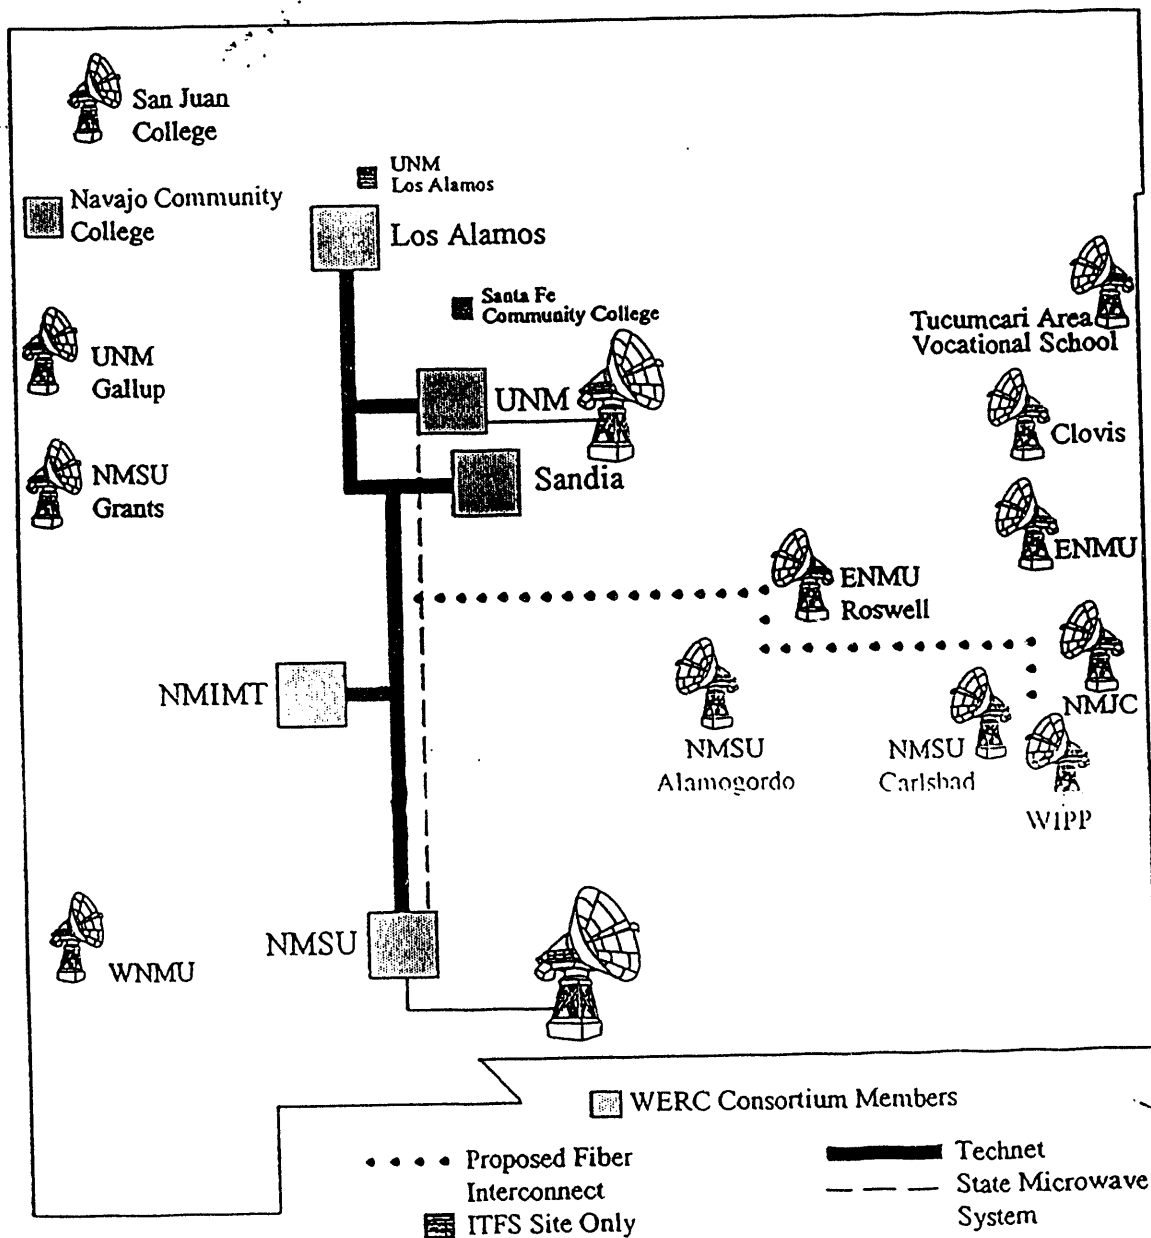 San Juan
College
UNM
Los Alamos
Navajo Community
College
Los Alamos
Santa Fe
Community College
Tucumcari Area
Vocational School
UNM
Gallup
UNM
Clovis
NMSU
Grants
Sandia
ENMU
ENMU
Roswell
NMIMT
NMJC
NMSU
Alamogordo
NMSU
Carlsbad
WIPP
NMSU
WNMU
WERC Consortium Members
Proposed Fiber
Interconnect
ITFS Site Only
Technet
State Microwave
System